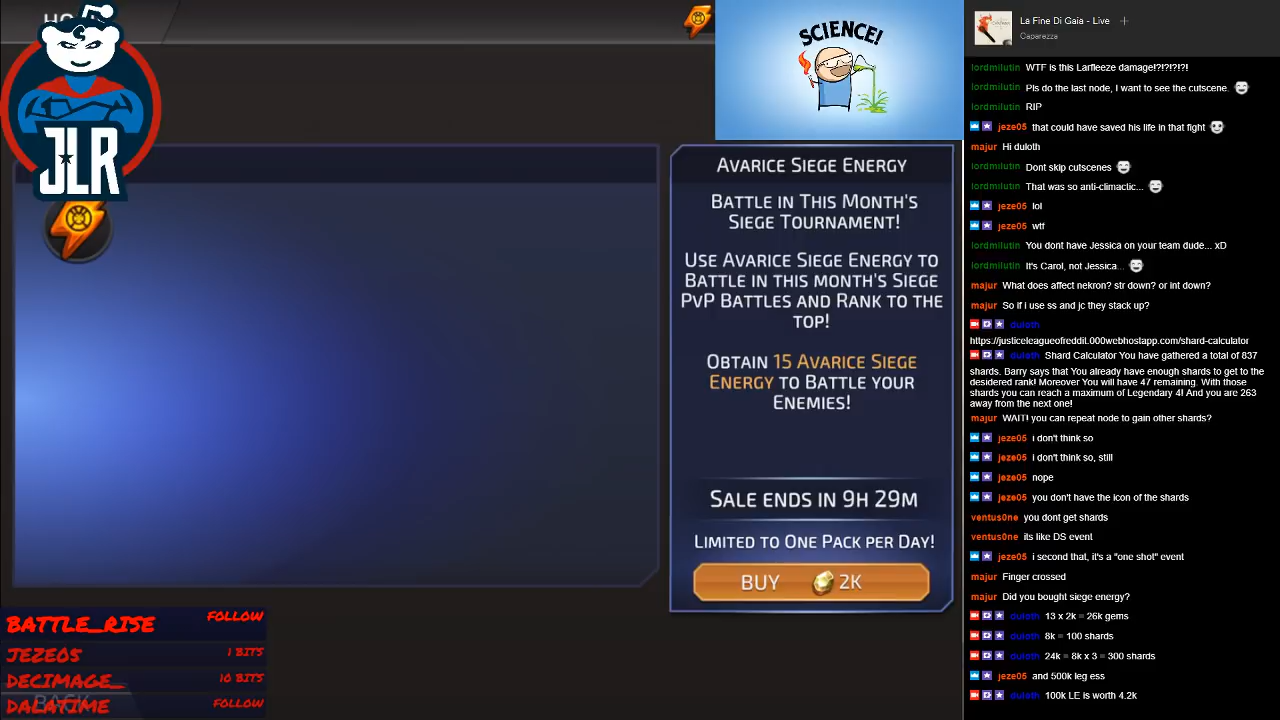 HO
JLR
SCIENCE!
AVARICE SIEGE ENERGY
BATTLE IN THIS MONTH'S
SIEGE TOURNAMENT!
USE AVARICE SIEGE ENERGY TO
BATTLE IN THIS MONTH'S SIEGE
PVP BATTLES AND RANK TO THE
TOP!
OBTAIN 15 AVARICE SIEGE
ENERGY TO BATTLE YOUR
ENEMIES!
SALE ENDS IN 9H 29M
LIMITED TO ONE PACK PER DAY!
BUY 2K
BATTLE_RISE FOLLOW
JEZE05 1 BITS
DECIMAGE_ 10 BITS
DALATIME FOLLOW
BACK
La Fine Di Gaia - Live
Caparezza
lordmilutin WTF is this Larfleeze damage!?!?!?!?!
lordmilutin Pls do the last node, I want to see the cutscene.
lordmilutin RIP
jeze05 that could have saved his life in that fight
majur Hi duloth
lordmilutin Dont skip cutscenes
lordmilutin That was so anti-climactic...
jeze05 lol
jeze05 wtf
lordmilutin You dont have Jessica on your team dude... xD
lordmilutin It's Carol, not Jessica...
majur What does affect nekron? str down? or int down?
majur So if i use ss and jc they stack up?
duloth
https://justiceleagueofreddit.000webhostapp.com/shard-calculator
duloth Shard Calculator You have gathered a total of 837
shards. Barry says that You already have enough shards to get to the
desidered rank! Moreover You will have 47 remaining. With those
shards you can reach a maximum of Legendary 4! And you are 263
away from the next one!
majur WAIT! you can repeat node to gain other shards?
jeze05 i don't think so
jeze05 i don't think so, still
jeze05 nope
jeze05 you don't have the icon of the shards
ventus0ne you dont get shards
ventus0ne its like DS event
jeze05 i second that, it's a "one shot" event
majur Finger crossed
majur Did you bought siege energy?
duloth 13 x 2k = 26k gems
duloth 8k = 100 shards
duloth 24k = 8k x 3 = 300 shards
jeze05 and 500k leg ess
duloth 100k LE is worth 4.2k